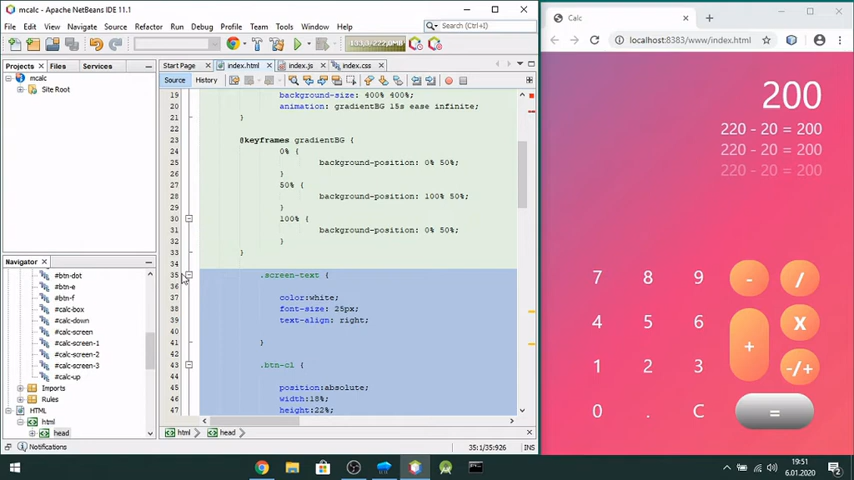 mcalc - Apache NetBeans IDE 11.1
File Edit View Navigate Source Refactor Run Debug Profile Team Tools Window Help
Search (Ctrl+I)
Projects Files Services
mcalc
Site Root
Navigator
#btn-dot
#btn-e
#btn-f
#calc-box
#calc-down
#calc-screen
#calc-screen-1
#calc-screen-2
#calc-screen-3
#calc-up
Imports
Rules
HTML
html
head
Notifications
Start Page index.html index.js index.css
Source History
19 background-size: 400% 400%;
20 animation: gradientBG 15s ease infinite;
21 }
22
23 @keyframes gradientBG {
24 0% {
25 background-position: 0% 50%;
26 }
27 50% {
28 background-position: 100% 50%;
29 }
30 100% {
31 background-position: 0% 50%;
32 }
33 }
34
35 .screen-text {
36
37 color:white;
38 font-size: 25px;
39 text-align: right;
40
41 }
42
43 .btn-cl {
44
45 position:absolute;
46 width:18%;
47 height:22%;
html head
35:1/35:926 INS
Calc
localhost:8383/www/index.html
200
220 - 20 = 200
220 - 20 = 200
220 - 20 = 200
7 8 9 - /
4 5 6 + X
1 2 3 -/+
0 . C =
19:51
6.01.2020
2